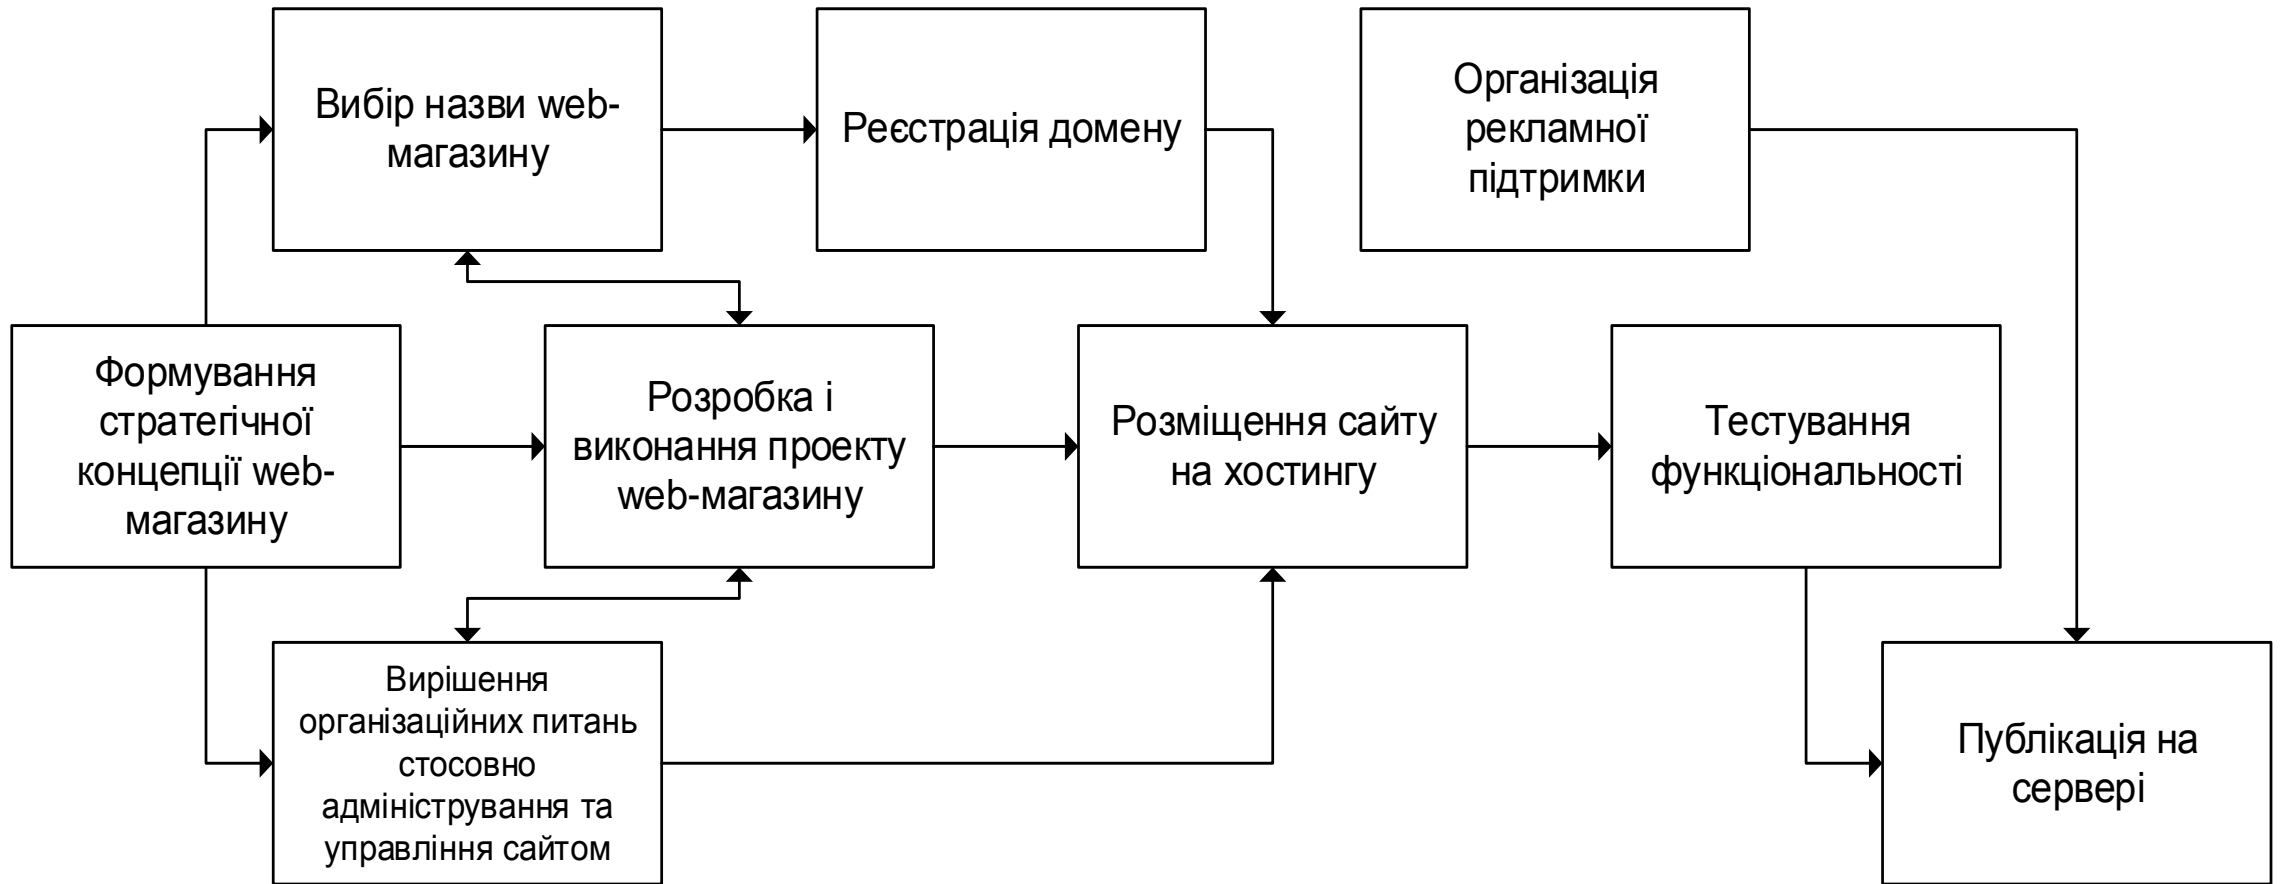 Вибір назви web-
магазину
Реєстрація домену
Організація
рекламної
підтримки
Формування
стратегічної
концепції web-
магазину
Розробка і
виконання проекту
web-магазину
Розміщення сайту
на хостингу
Тестування
функціональності
Вирішення
організаційних питань
стосовно
адміністрування та
управління сайтом
Публікація на
сервері